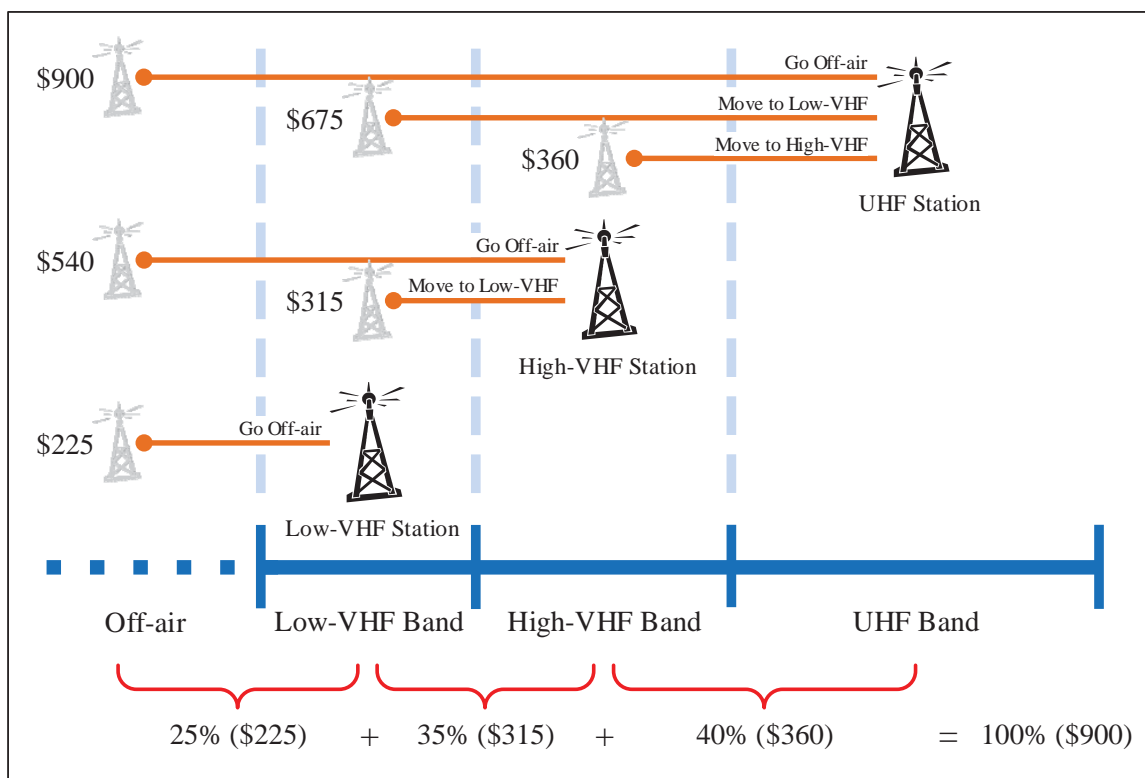 Go Off-air
$900
Move to Low-VHF
$675
Move to High-VHF
$360
UHF Station
Go Off-air
$540
Move to Low-VHF
$315
High-VHF Station
Go Off-air
$225
Low-VHF Station
Off-air Low-VHF Band High-VHF Band UHF Band
25% ($225) + 35% ($315) + 40% ($360) = 100% ($900)